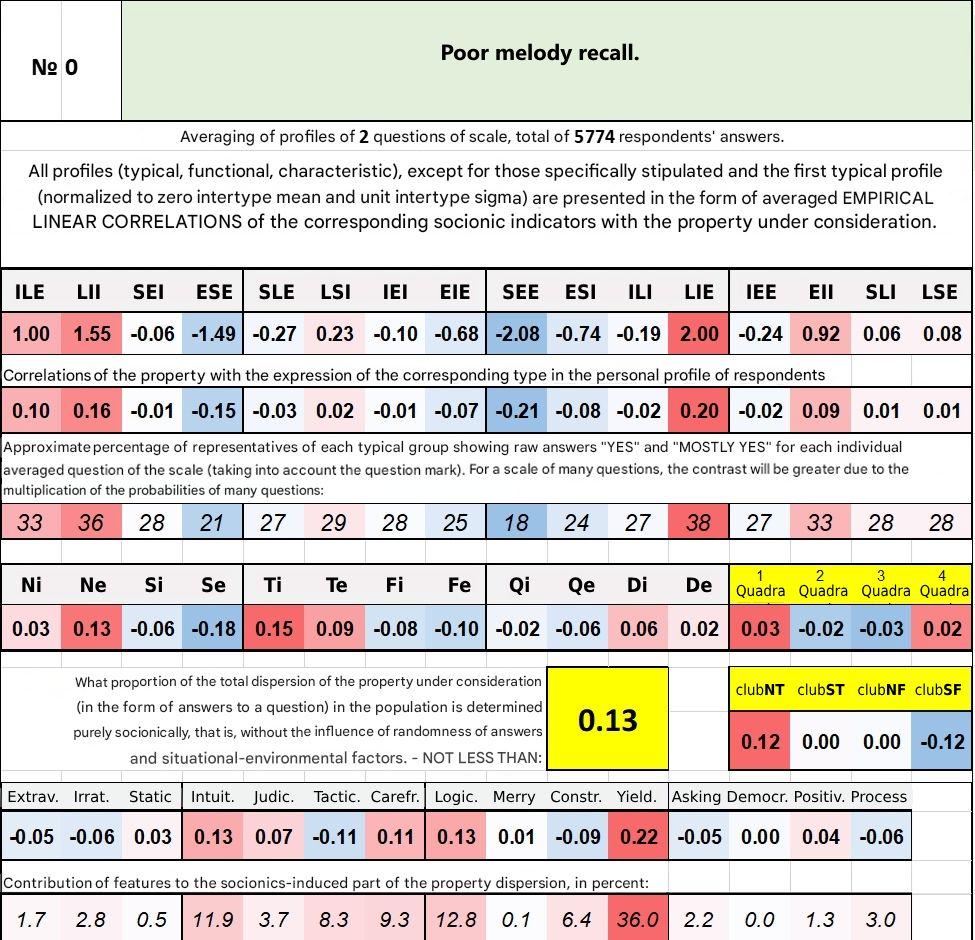 № 0
Poor melody recall.
Averaging of profiles of 2 questions of scale, total of 5774 respondents' answers.
All profiles (typical, functional, characteristic), except for those specifically stipulated and the first typical profile
(normalized to zero intertype mean and unit intertype sigma) are presented in the form of averaged EMPIRICAL
LINEAR CORRELATIONS of the corresponding socionic indicators with the property under consideration.
ILE LII SEI ESE SLE LSI IEI EIE SEE ESI ILI LIE IEE EII SLI LSE
1.00 1.55 -0.06 -1.49 -0.27 0.23 -0.10 -0.68 -2.08 -0.74 -0.19 2.00 -0.24 0.92 0.06 0.08
Correlations of the property with the expression of the corresponding type in the personal profile of respondents
0.10 0.16 -0.01 -0.15 -0.03 0.02 -0.01 -0.07 -0.21 -0.08 -0.02 0.20 -0.02 0.09 0.01 0.01
Approximate percentage of representatives of each typical group showing raw answers "YES" and "MOSTLY YES" for each individual
averaged question of the scale (taking into account the question mark). For a scale of many questions, the contrast will be greater due to the
multiplication of the probabilities of many questions:
33 36 28 21 27 29 28 25 18 24 27 38 27 33 28 28
Ni Ne Si Se Ti Te Fi Fe Qi Qe Di De 1 Quadra 2 Quadra 3 Quadra 4 Quadra
0.03 0.13 -0.06 -0.18 0.15 0.09 -0.08 -0.10 -0.02 -0.06 0.06 0.02 0.03 -0.02 -0.03 0.02
What proportion of the total dispersion of the property under consideration
(in the form of answers to a question) in the population is determined
purely socionically, that is, without the influence of randomness of answers
and situational-environmental factors. - NOT LESS THAN:
0.13
clubNT clubST clubNF clubSF
0.12 0.00 0.00 -0.12
Extrav. Irrat. Static Intuit. Judic. Tactic. Carefr. Logic. Merry Constr. Yield. Asking Democr. Positiv. Process
-0.05 -0.06 0.03 0.13 0.07 -0.11 0.11 0.13 0.01 -0.09 0.22 -0.05 0.00 0.04 -0.06
Contribution of features to the socionics-induced part of the property dispersion, in percent:
1.7 2.8 0.5 11.9 3.7 8.3 9.3 12.8 0.1 6.4 36.0 2.2 0.0 1.3 3.0